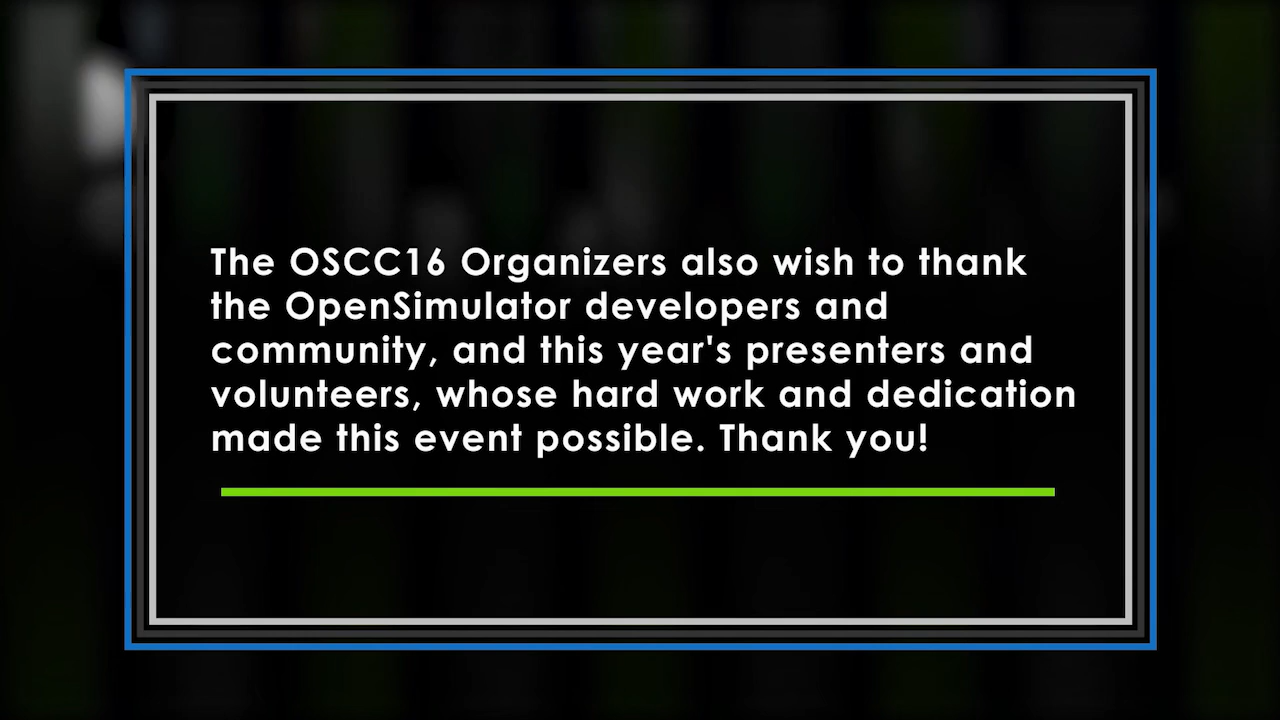 The OSCC16 Organizers also wish to thank
the OpenSimulator developers and
community, and this year's presenters and
volunteers, whose hard work and dedication
made this event possible. Thank you!